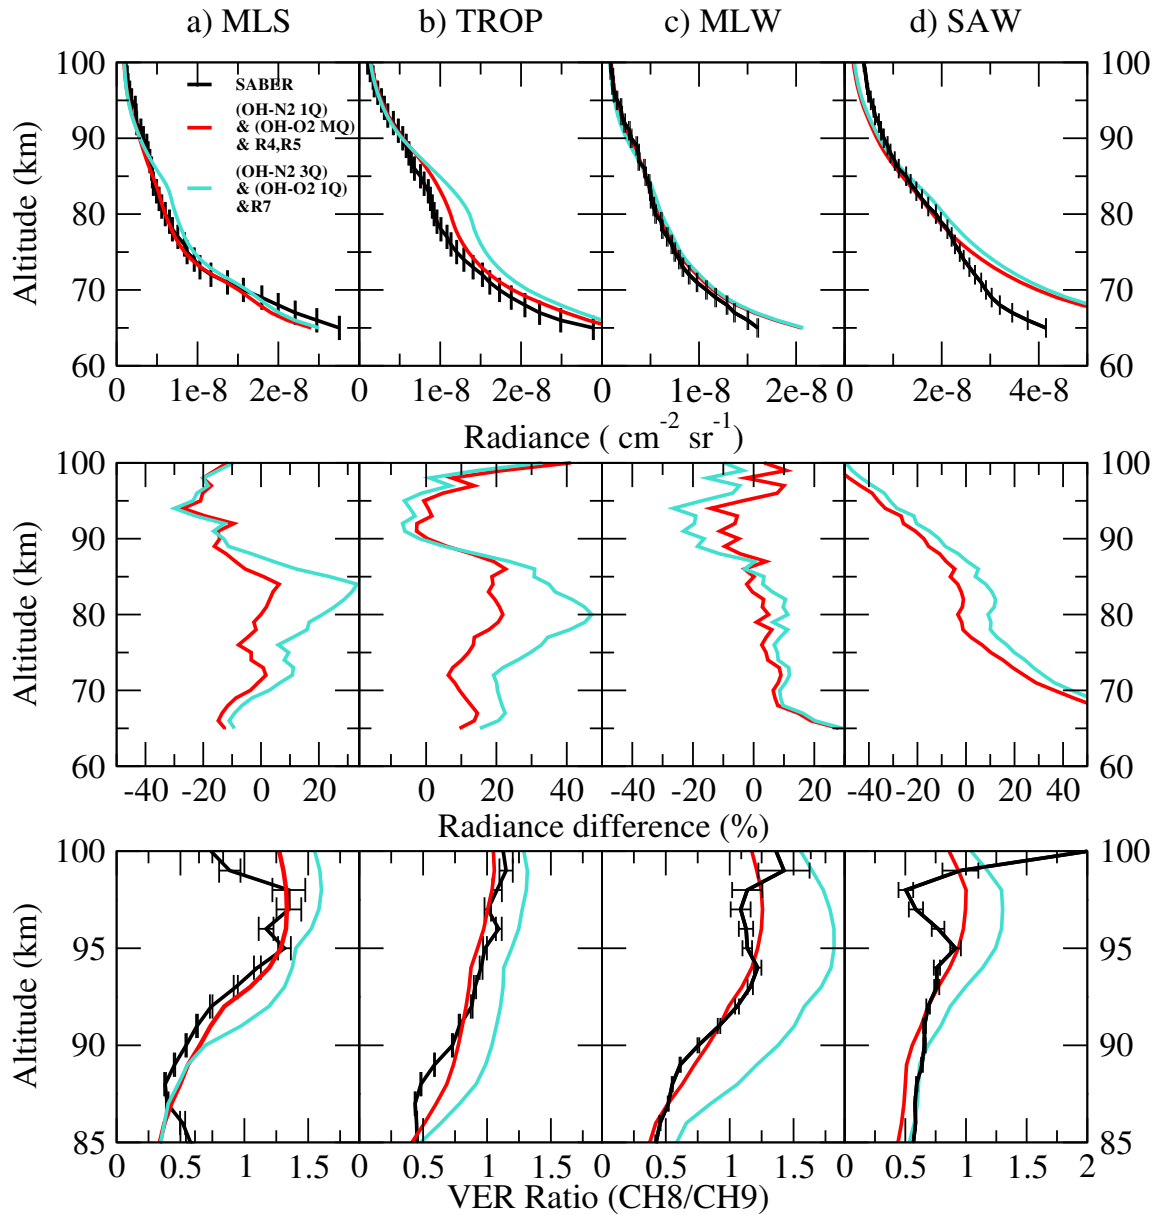 a) MLS b) TROP c) MLW d) SAW
100 100
SABER
(OH-N2 1Q)
& (OH-O2 MQ)
& R4,R5
(OH-N2 3Q)
& (OH-O2 1Q)
&R7
90 90
80 80
70 70
60 60
Altitude (km)
0 1e-8 2e-8 0 1e-8 2e-8 0 1e-8 2e-8 2e-8 4e-8
Radiance ( cm-2 sr-1)
100 100
90 90
80 80
70 70
60 60
-40 -20 0 20 0 20 40 -40 -20 0 20 -40 -20 0 20 40
Radiance difference (%)
100 100
95 95
Altitude (km)
90 90
85 85
0 0.5 1 1.5 0 0.5 1 1.5 0 0.5 1 1.5 0 0.5 1 1.5 2
VER Ratio (CH8/CH9)